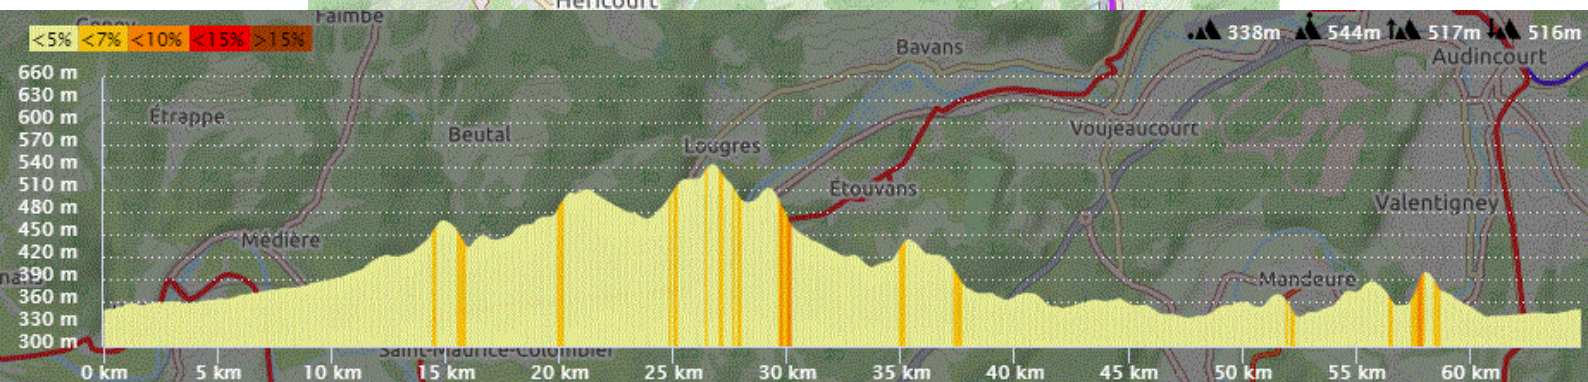 Héricourt
Faimbe
<5% <7% <10% <15% >15%
338m 544m 517m 516m
Bavans
Audincourt
660 m
630 m
600 m
570 m
540 m
510 m
480 m
450 m
420 m
390 m
360 m
330 m
300 m
Étrappe
Beutal
Voujeaucourt
Lougres
Étouvans
Valentigney
Médière
Mandeure
Saint-Maurice-Colombier
0 km 5 km 10 km 15 km 20 km 25 km 30 km 35 km 40 km 45 km 50 km 55 km 60 km